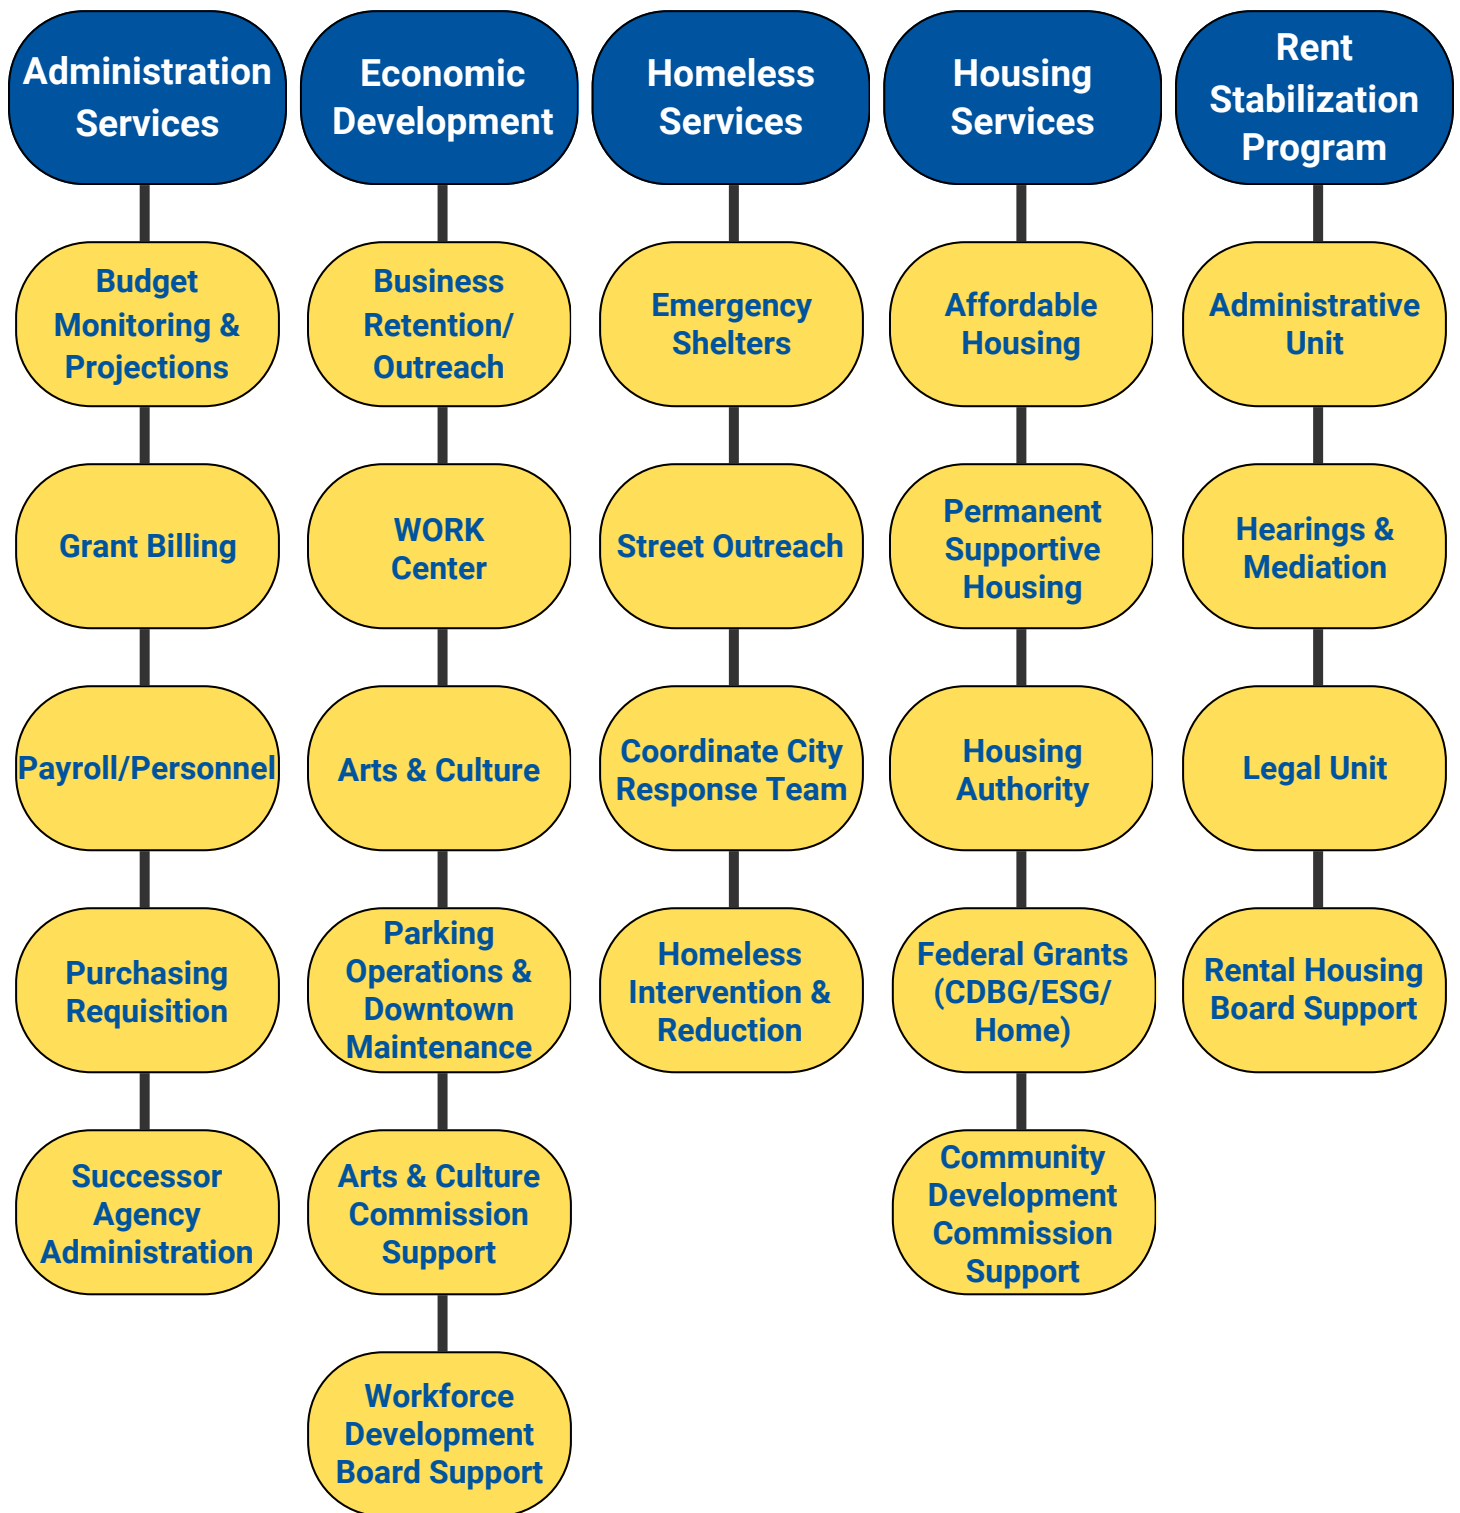 Administration
Services
Budget
Monitoring &
Projections
Grant Billing
Payroll/Personnel
Purchasing
Requisition
Successor
Agency
Administration
Economic
Development
Business
Retention/
Outreach
WORK
Center
Arts & Culture
Parking
Operations &
Downtown
Maintenance
Arts & Culture
Commission
Support
Workforce
Development
Board Support
Homeless
Services
Emergency
Shelters
Street Outreach
Coordinate City
Response Team
Homeless
Intervention &
Reduction
Housing
Services
Affordable
Housing
Permanent
Supportive
Housing
Housing
Authority
Federal Grants
(CDBG/ESG/
Home)
Community
Development
Commission
Support
Rent
Stabilization
Program
Administrative
Unit
Hearings &
Mediation
Legal Unit
Rental Housing
Board Support